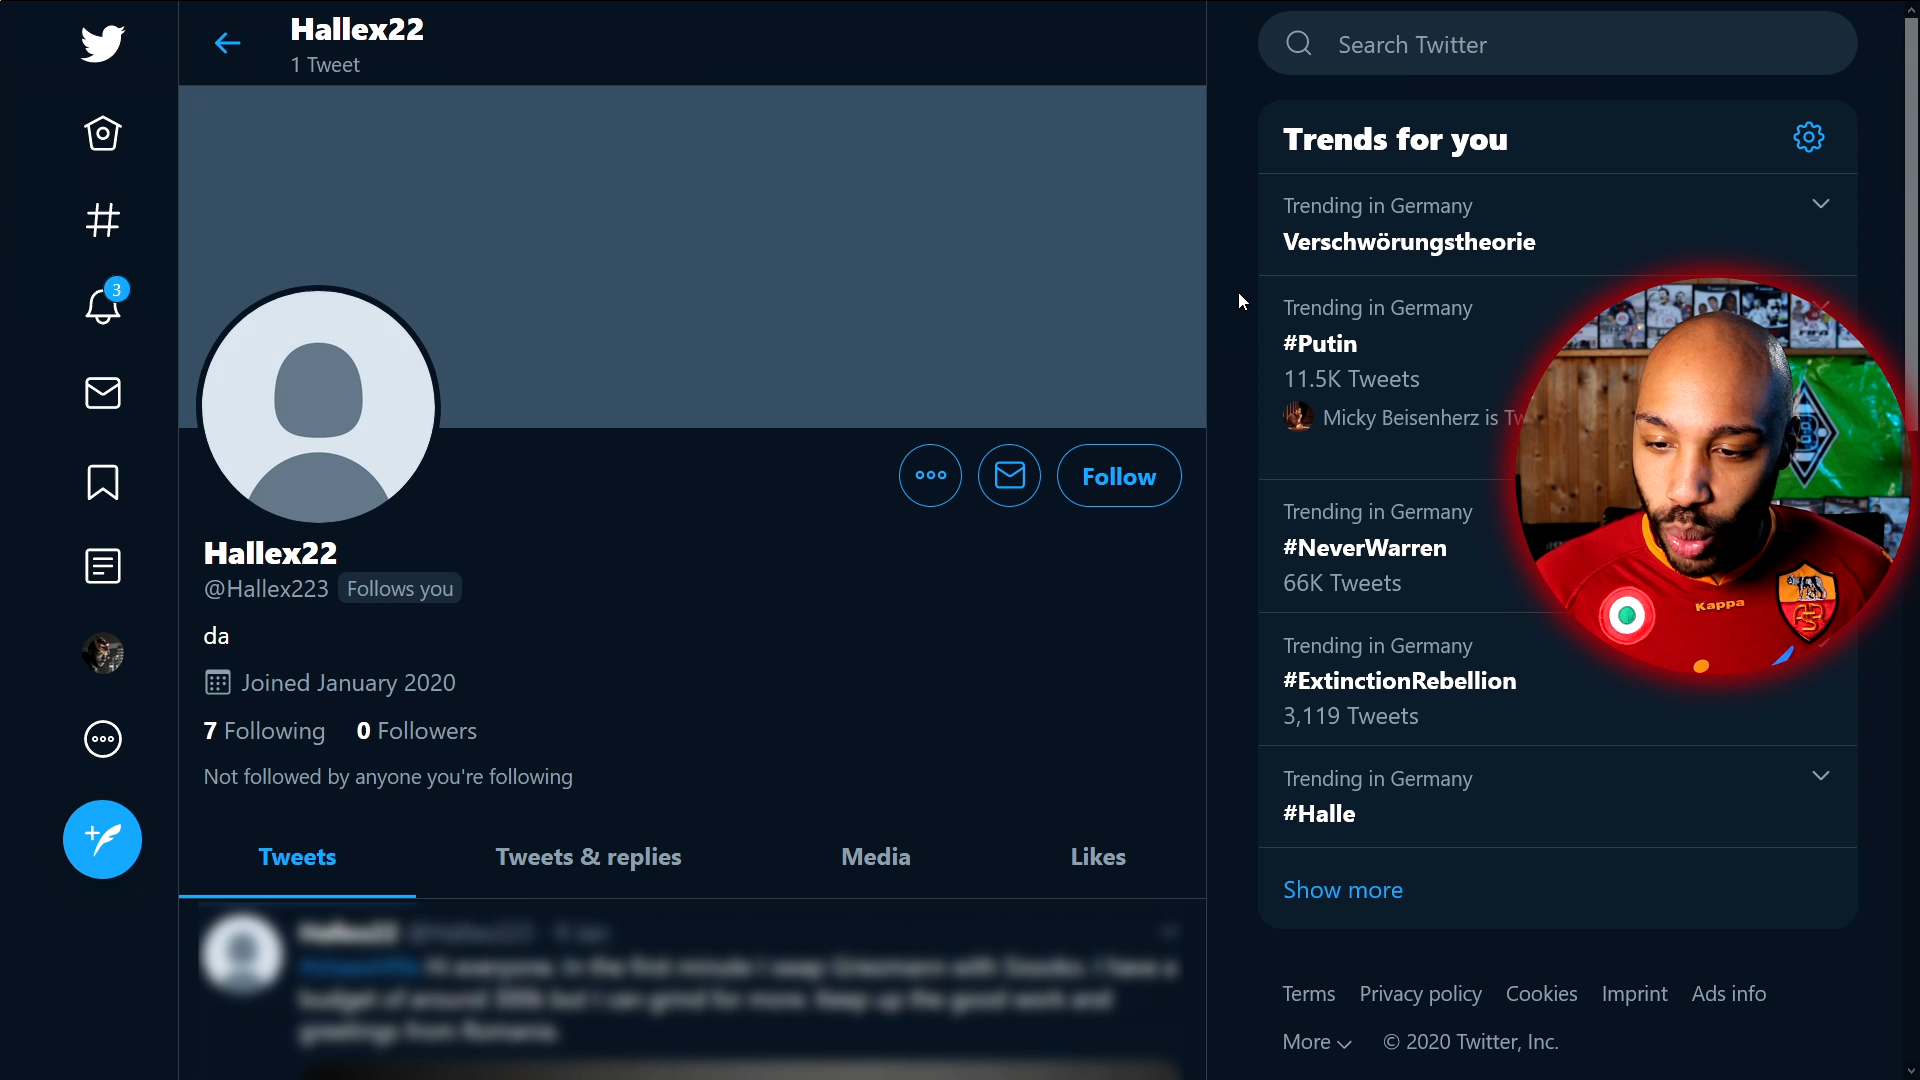 Hallex22
1 Tweet
Search Twitter
Trends for you
Trending in Germany
Verschwörungstheorie
Trending in Germany
#Putin
11.5K Tweets
Micky Beisenherz is Tw
Trending in Germany
#NeverWarren
66K Tweets
Trending in Germany
#ExtinctionRebellion
3,119 Tweets
Trending in Germany
#Halle
Show more
Terms Privacy policy Cookies Imprint Ads info
More © 2020 Twitter, Inc.
3
Follow
Hallex22
@Hallex223 Follows you
da
Joined January 2020
7 Following 0 Followers
Not followed by anyone you're following
Tweets Tweets & replies Media Likes
Kappa